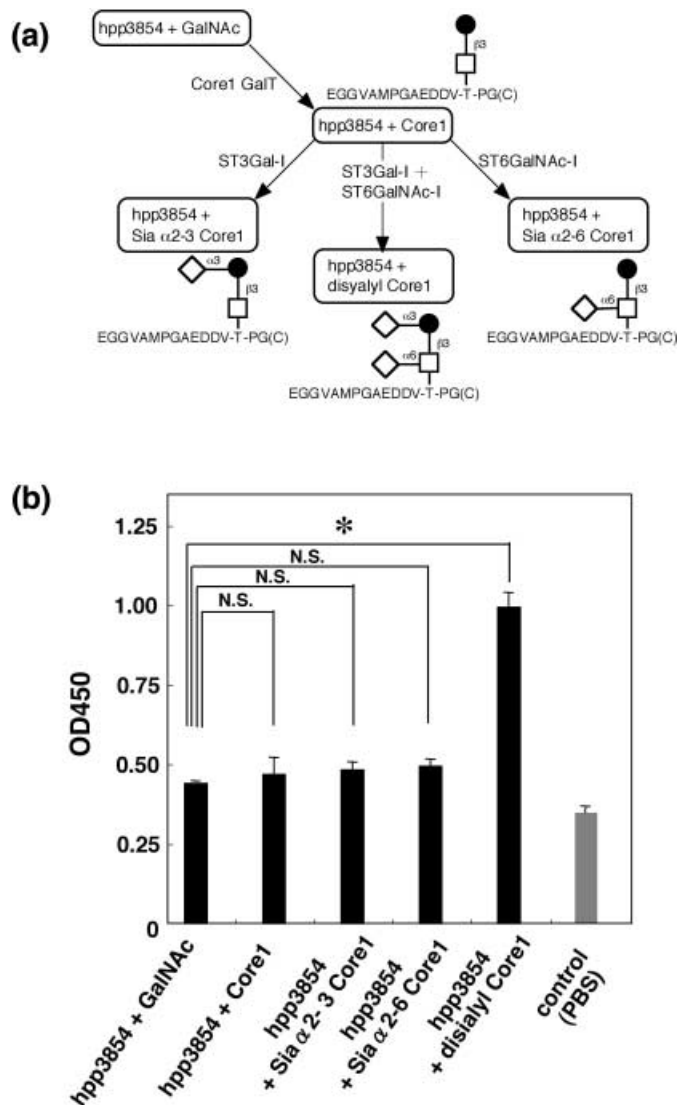 (a)
hpp3854 + GalNAc
Core1 GalT
β3
EGGVAMPGAEDDV-T-PG(C)
hpp3854 + Core1
ST3Gal-I
ST3Gal-I +
ST6GalNAc-I
ST6GalNAc-I
hpp3854 +
Sia α2-3 Core1
hpp3854 +
disyalyl Core1
hpp3854 +
Sia α2-6 Core1
α3
β3
EGGVAMPGAEDDV-T-PG(C)
α3
β3
α6
EGGVAMPGAEDDV-T-PG(C)
β3
α6
EGGVAMPGAEDDV-T-PG(C)
(b)
OD450
1.25
1.00
0.75
0.50
0.25
0
*
N.S.
N.S.
N.S.
hpp3854 + GalNAc
hpp3854 + Core1
hpp3854
+ Sia α 2- 3 Core1
hpp3854
+ Sia α 2-6 Core1
hpp3854
+ disialyl Core1
control
(PBS)